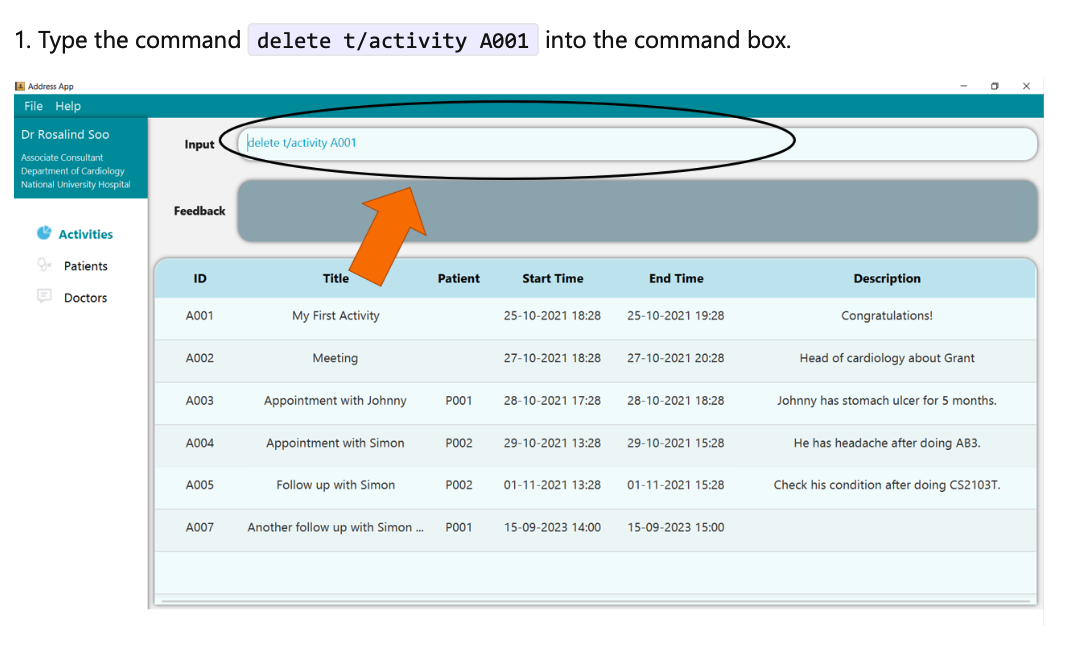 1. Type the command delete t/activity A001 into the command box.
Address App
File Help
Dr Rosalind Soo
Associate Consultant
Department of Cardiology
National University Hospital
Input delete t/activity A001
Feedback
Activities
Patients
Doctors
ID Title Patient Start Time End Time Description
A001 My First Activity 25-10-2021 18:28 25-10-2021 19:28 Congratulations!
A002 Meeting 27-10-2021 18:28 27-10-2021 20:28 Head of cardiology about Grant
A003 Appointment with Johnny P001 28-10-2021 17:28 28-10-2021 18:28 Johnny has stomach ulcer for 5 months.
A004 Appointment with Simon P002 29-10-2021 13:28 29-10-2021 15:28 He has headache after doing AB3.
A005 Follow up with Simon P002 01-11-2021 13:28 01-11-2021 15:28 Check his condition after doing CS2103T.
A007 Another follow up with Simon ... P001 15-09-2023 14:00 15-09-2023 15:00